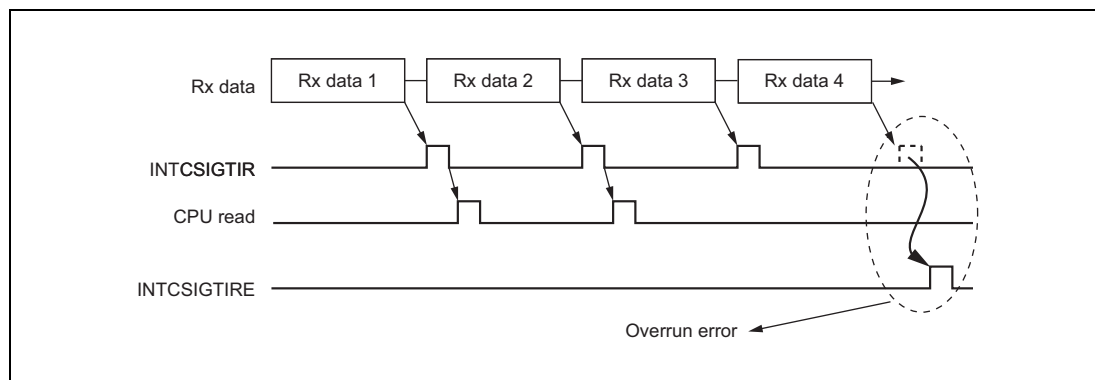 Rx data
Rx data 1
Rx data 2
Rx data 3
Rx data 4
INTCSIGTIR
CPU read
INTCSIGTIRE
Overrun error